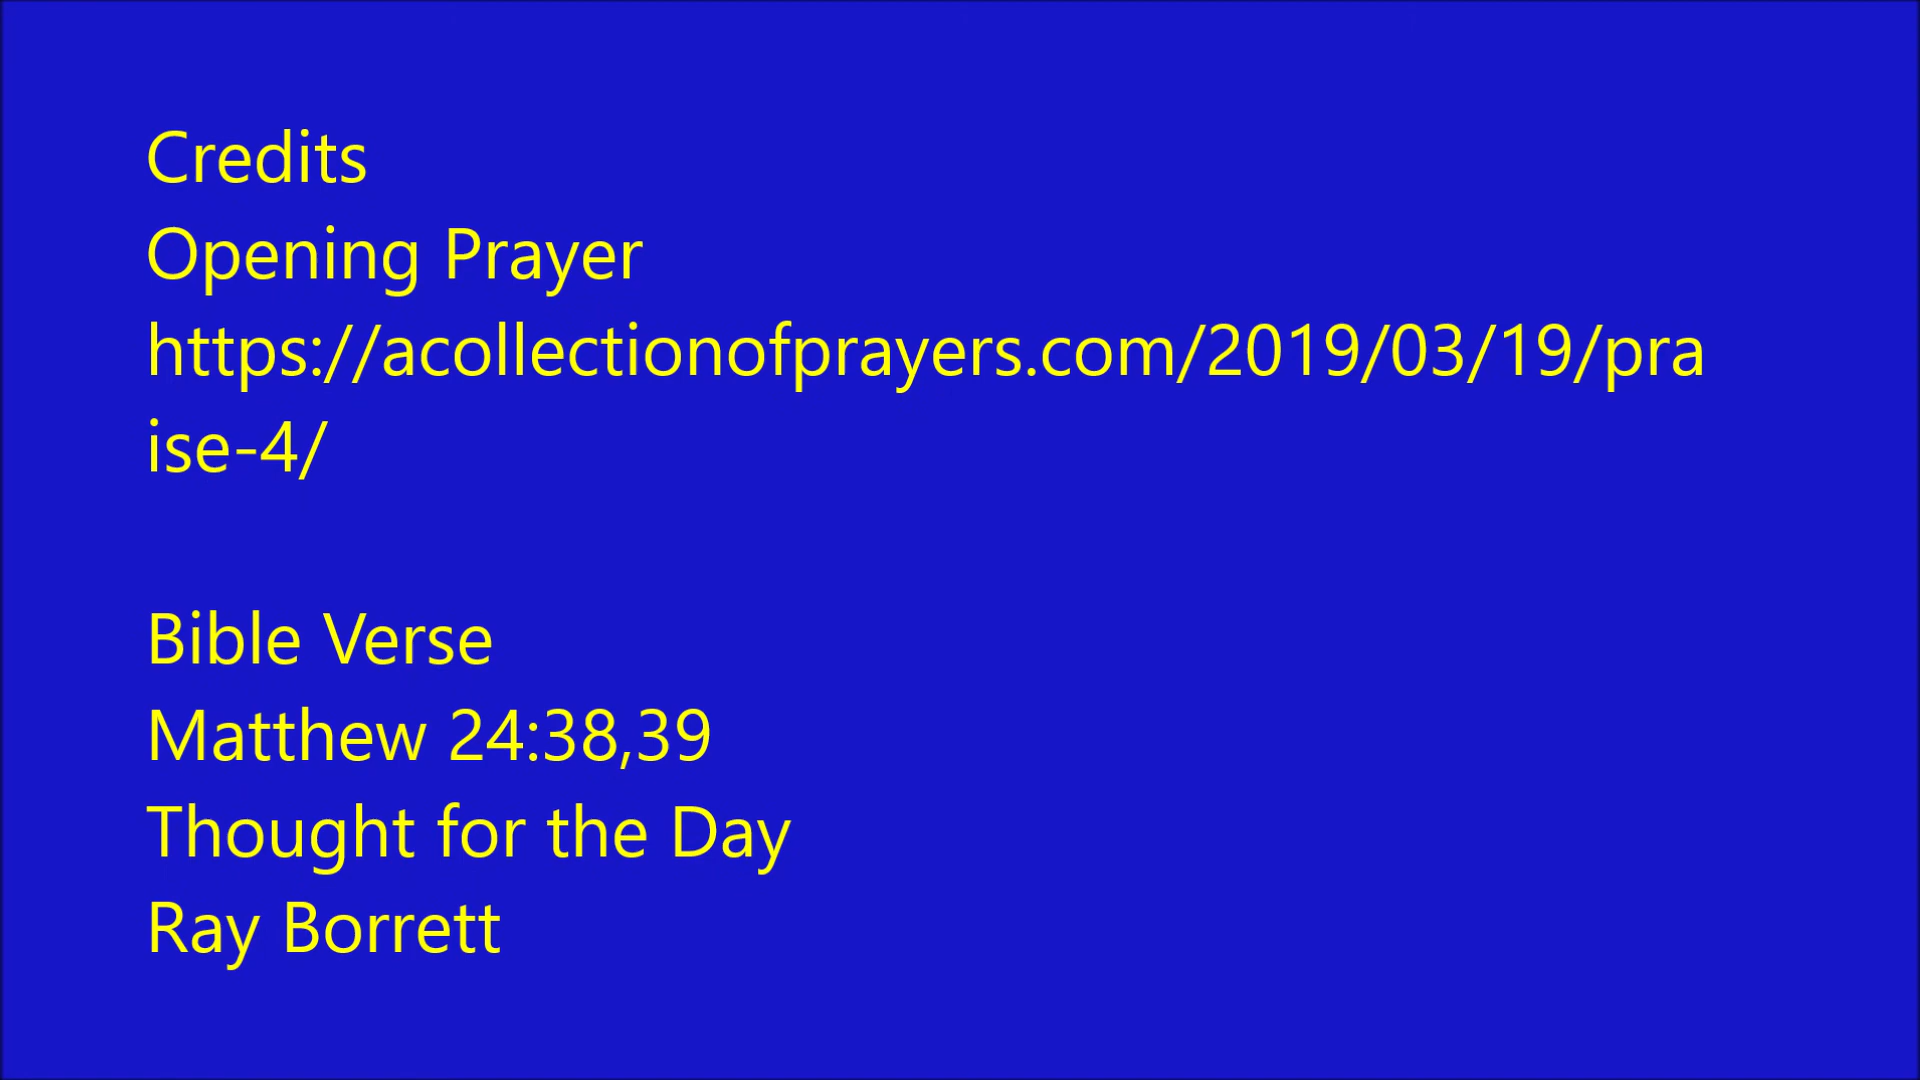 Credits
Opening Prayer
https://acollectionofprayers.com/2019/03/19/pra
ise-4/
Bible Verse
Matthew 24:38,39
Thought for the Day
Ray Borrett